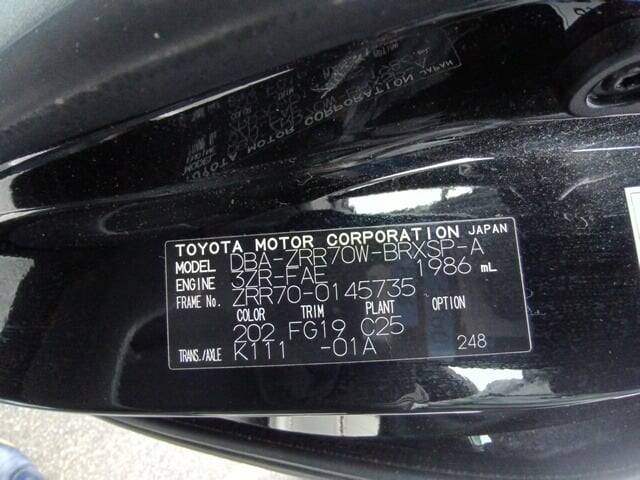 TOYOTA MOTOR CORPORATION JAPAN
MODEL DBA-ZRR70W-BRXSP-A
ENGINE 3ZR-FAE 1986 mL
FRAME No. ZRR70-0145735
COLOR TRIM PLANT OPTION
202 FG19 C25
TRANS./AXLE K111 -01A 248